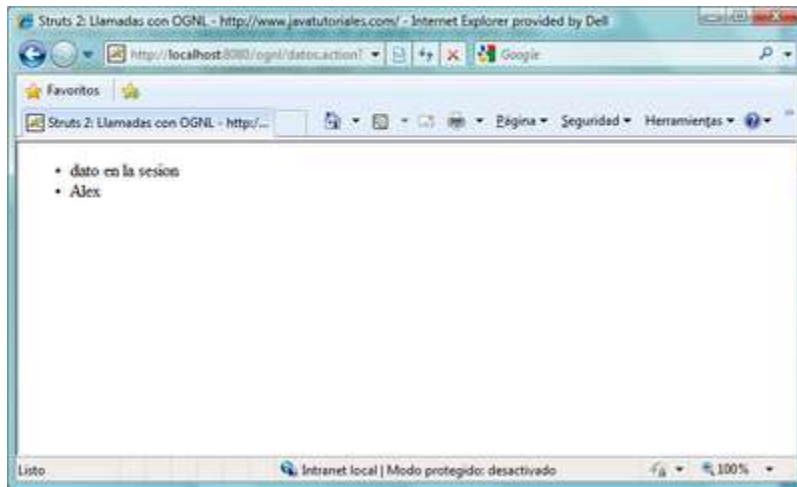 Struts 2: Llamadas con OGNL - http://www.javatutoriales.com/ - Internet Explorer provided by Dell
http://localhost:8080/ognl/datos.action?
Google
Favoritos
Struts 2: Llamadas con OGNL - http:/...
Página
Seguridad
Herramientas
• dato en la sesion
• Alex
Listo
Intranet local | Modo protegido: desactivado
100%